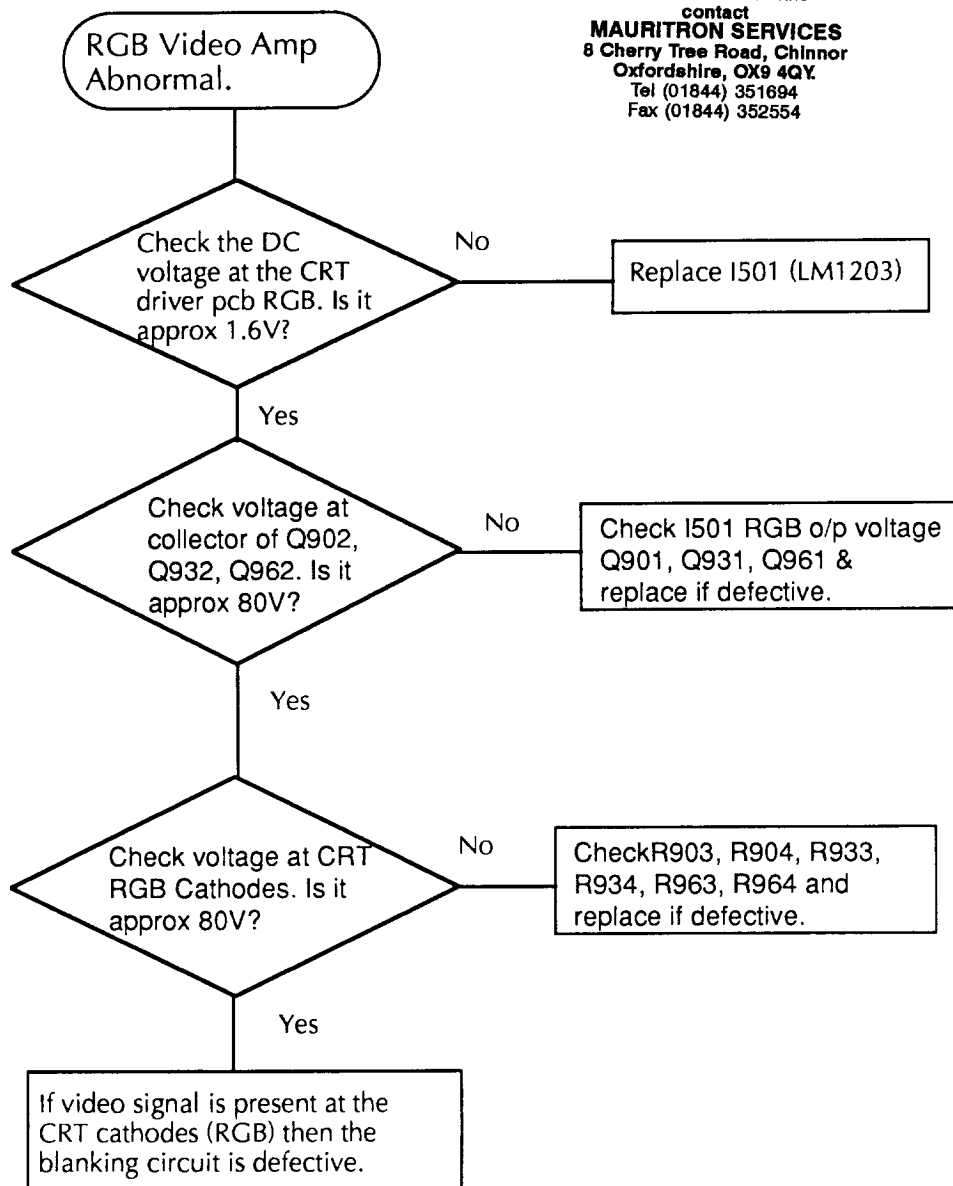 contact
MAURITRON SERVICES
8 Cherry Tree Road, Chinnor
Oxfordshire, OX9 4QY.
Tel (01844) 351694
Fax (01844) 352554
RGB Video Amp
Abnormal.
Check the DC
voltage at the CRT
driver pcb RGB. Is it
approx 1.6V?
No
Replace I501 (LM1203)
Yes
Check voltage at
collector of Q902,
Q932, Q962. Is it
approx 80V?
No
Check I501 RGB o/p voltage
Q901, Q931, Q961 &
replace if defective.
Yes
Check voltage at CRT
RGB Cathodes. Is it
approx 80V?
No
CheckR903, R904, R933,
R934, R963, R964 and
replace if defective.
Yes
If video signal is present at the
CRT cathodes (RGB) then the
blanking circuit is defective.